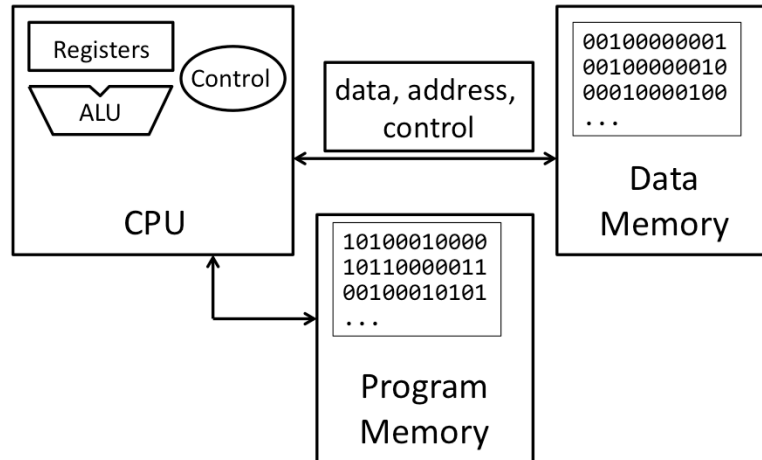 Registers
Control
ALU
CPU
data, address,
control
00100000001
00100000010
00010000100
...
Data
Memory
10100010000
10110000011
00100010101
...
Program
Memory